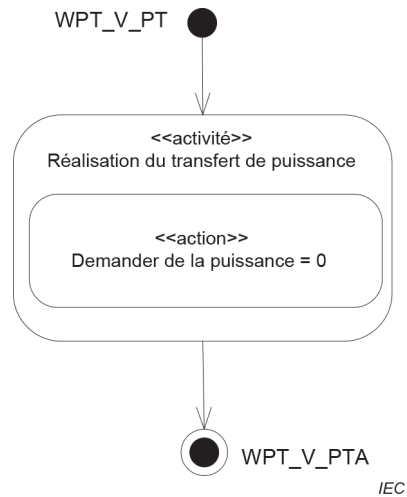 WPT_V_PT
<<activité>>
Réalisation du transfert de puissance
<<action>>
Demander de la puissance = 0
WPT_V_PTA
IEC